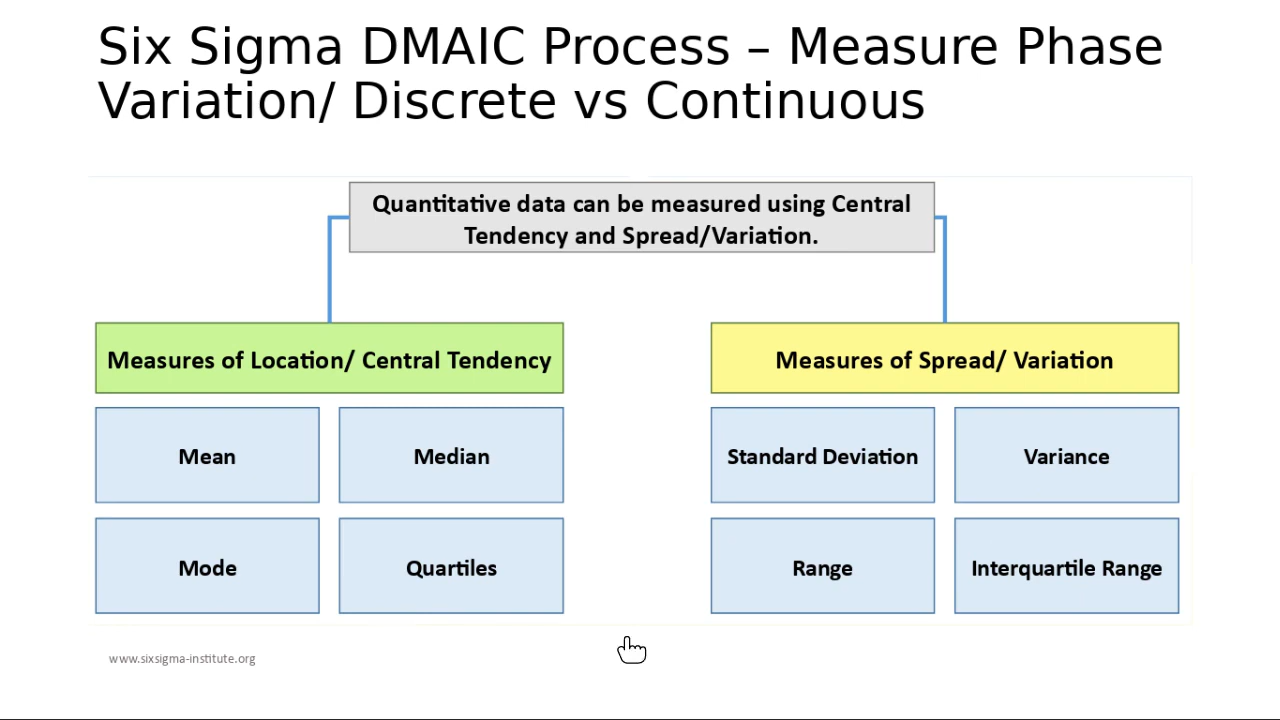 Six Sigma DMAIC Process – Measure Phase
Variation/ Discrete vs Continuous
Quantitative data can be measured using Central
Tendency and Spread/Variation.
Measures of Location/ Central Tendency
Measures of Spread/ Variation
Mean
Median
Standard Deviation
Variance
Mode
Quartiles
Range
Interquartile Range
www.sixsigma-institute.org